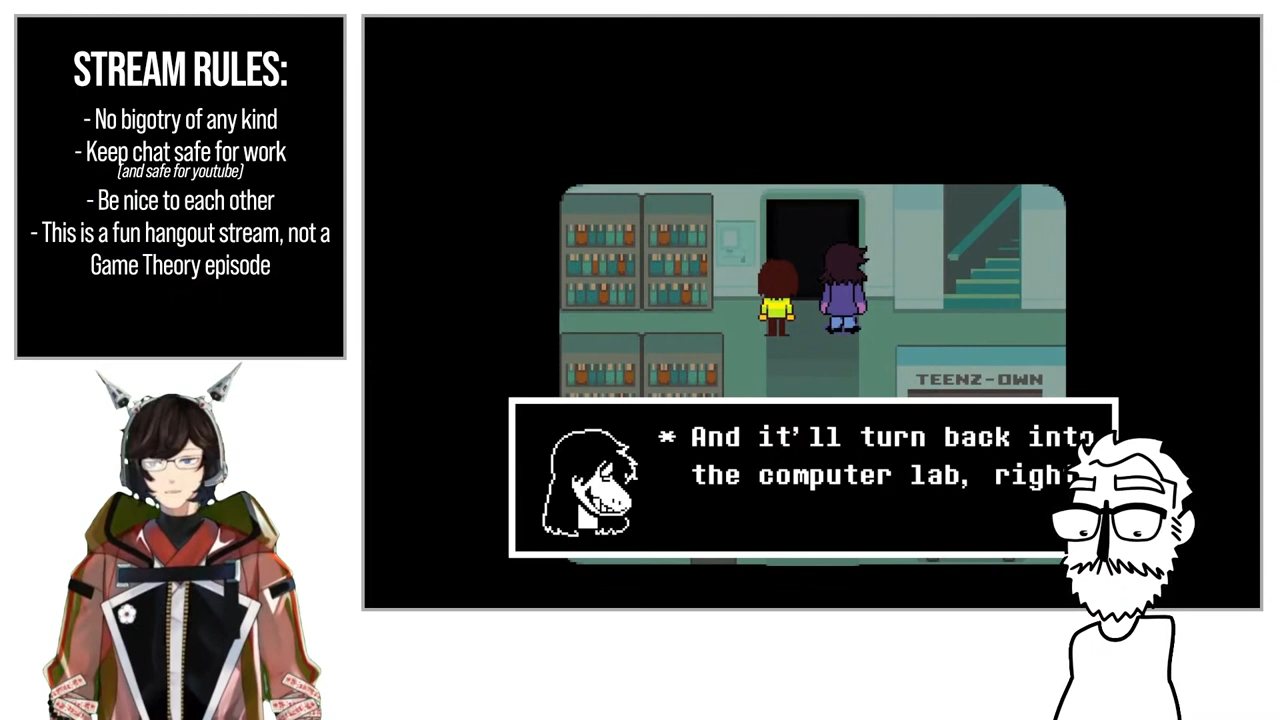 STREAM RULES:
- No bigotry of any kind
- Keep chat safe for work
(and safe for youtube)
- Be nice to each other
- This is a fun hangout stream, not a
Game Theory episode
TEENZ-OWN
* And it'll turn back into
the computer lab, righ